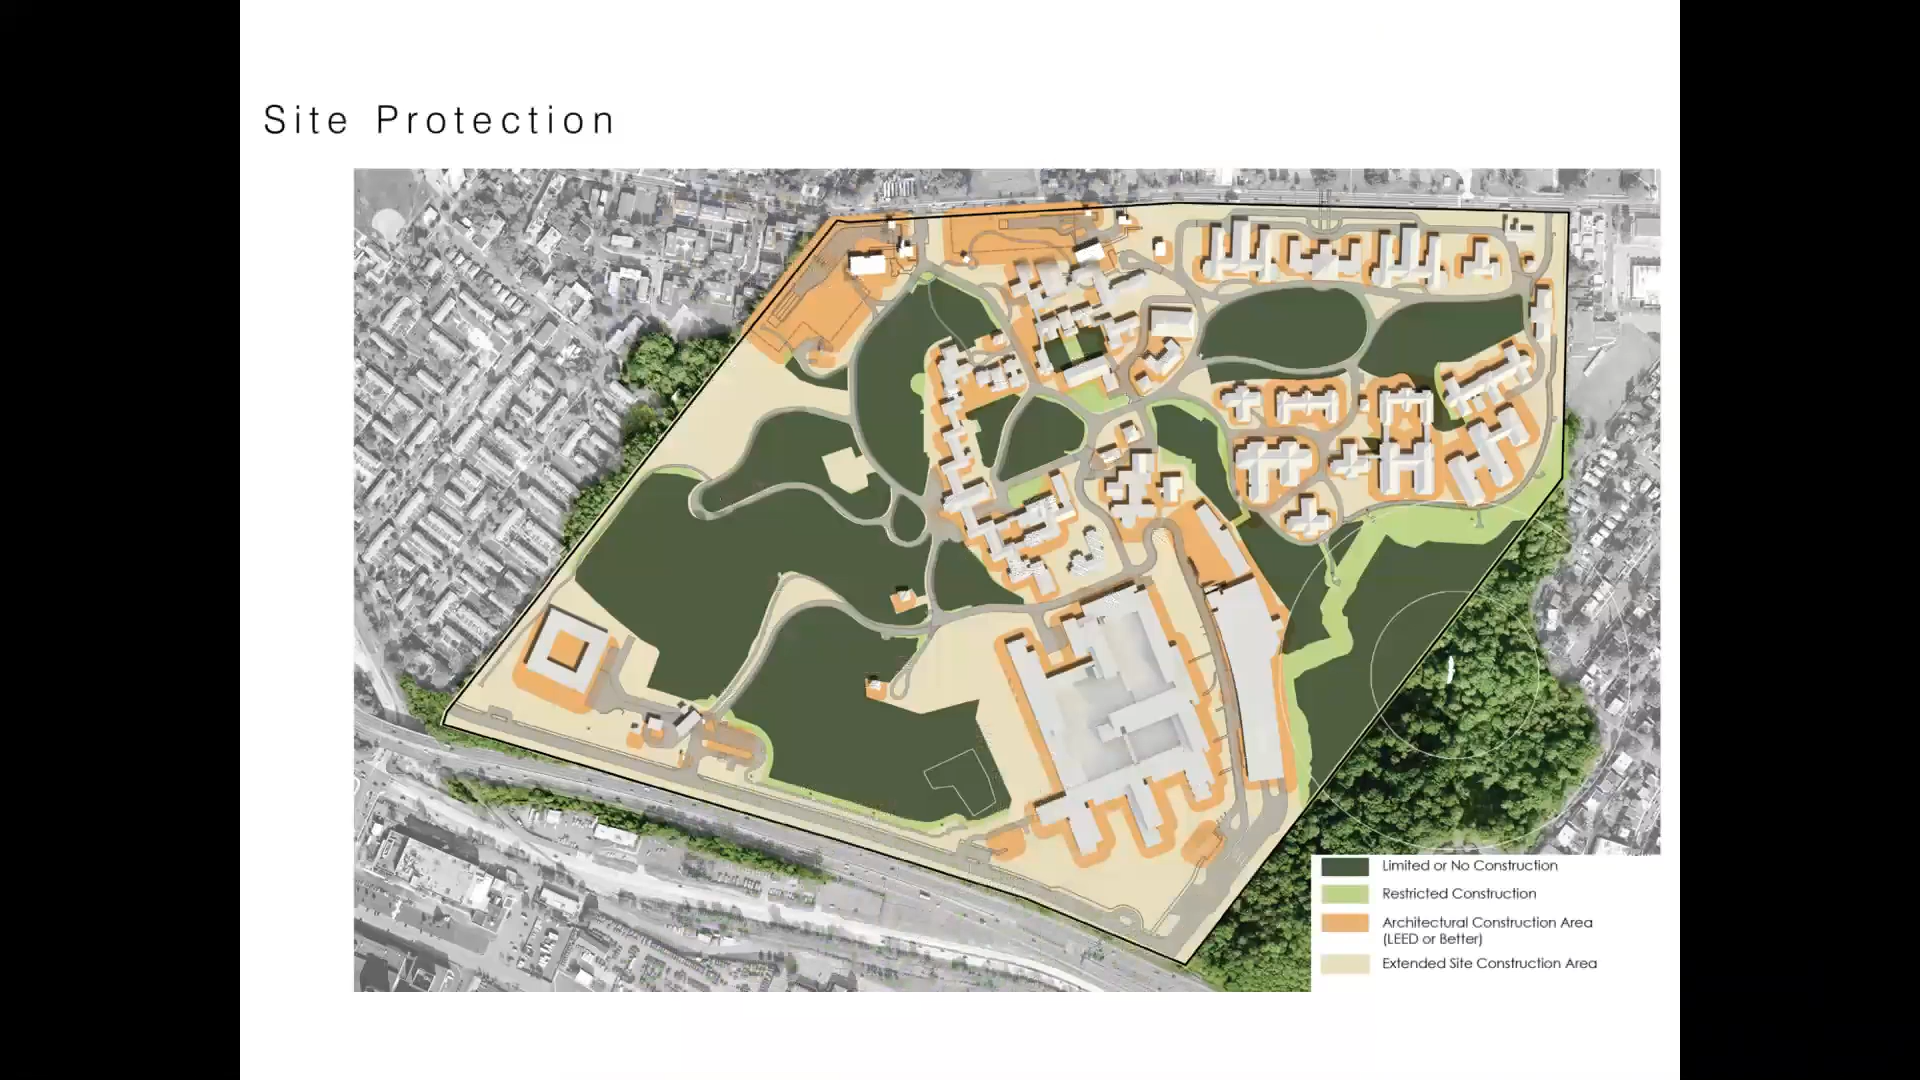 Site Protection
Limited or No Construction
Restricted Construction
Architectural Construction Area
(LEED or Better)
Extended Site Construction Area